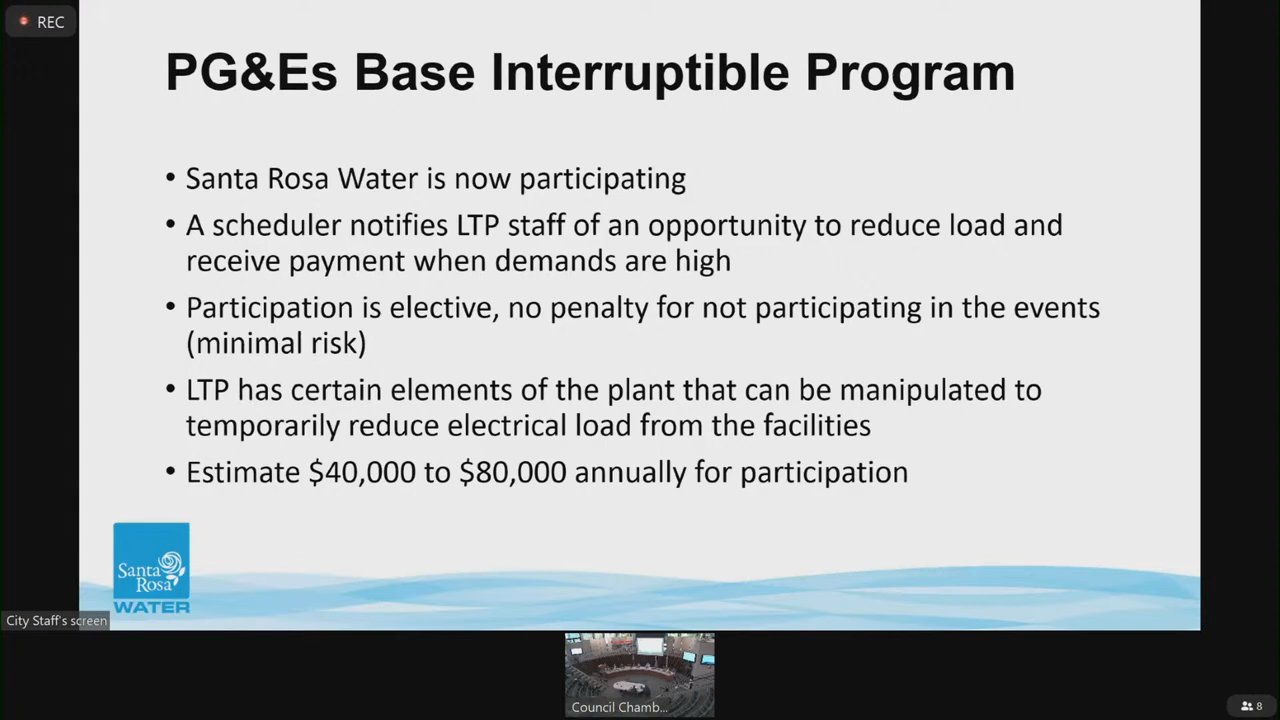 REC
PG&Es Base Interruptible Program
• Santa Rosa Water is now participating
• A scheduler notifies LTP staff of an opportunity to reduce load and
receive payment when demands are high
• Participation is elective, no penalty for not participating in the events
(minimal risk)
• LTP has certain elements of the plant that can be manipulated to
temporarily reduce electrical load from the facilities
• Estimate $40,000 to $80,000 annually for participation
Santa
Rosa
WATER
City Staff's screen
Council Chamb...
8